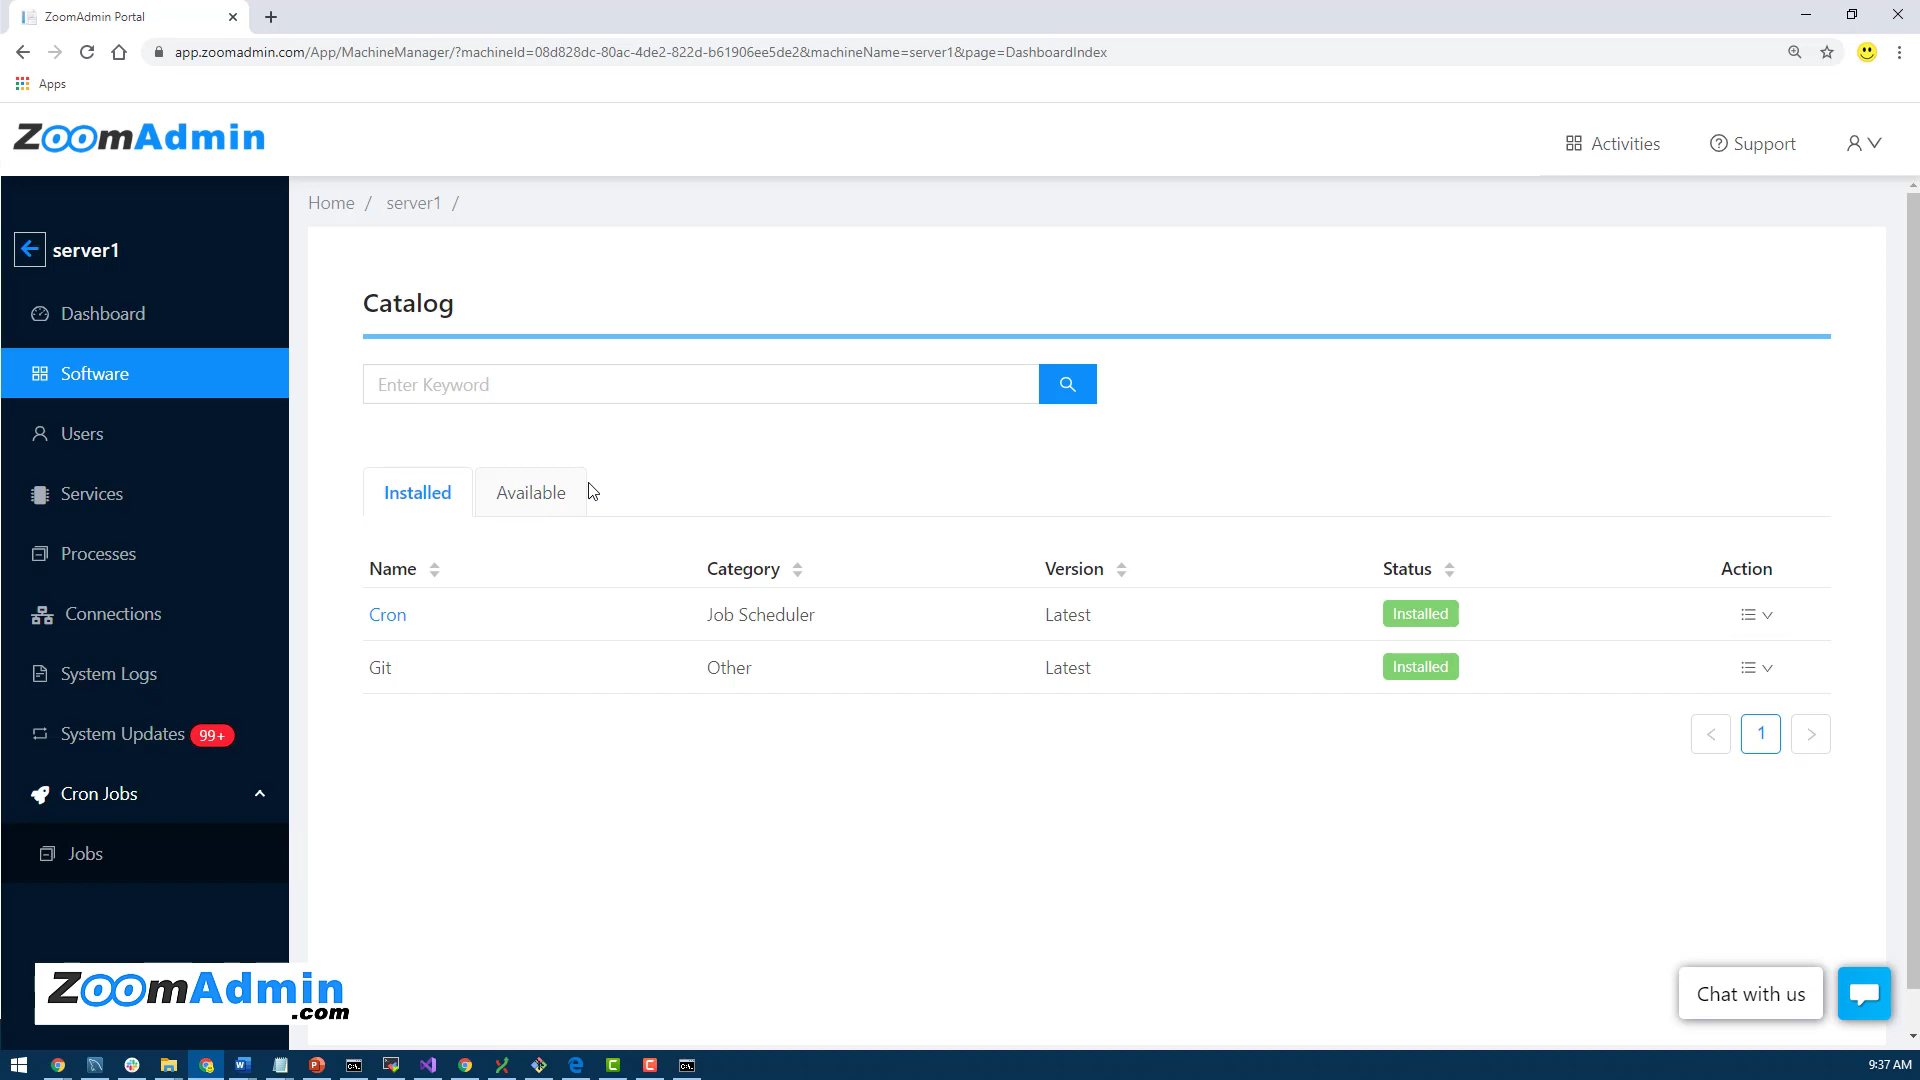 ZoomAdmin Portal
app.zoomadmin.com/App/MachineManager/?machineId=08d828dc-80ac-4de2-822d-b61906ee5de2&machineName=server1&page=DashboardIndex
Apps
ZoomAdmin
Activities
Support
Home / server1 /
server1
Dashboard
Software
Users
Services
Processes
Connections
System Logs
System Updates 99+
Cron Jobs
Jobs
Catalog
Enter Keyword
Installed
Available
Name Category Version Status Action
Cron Job Scheduler Latest Installed
Git Other Latest Installed
< 1 >
ZoomAdmin
.com
Chat with us
9:37 AM